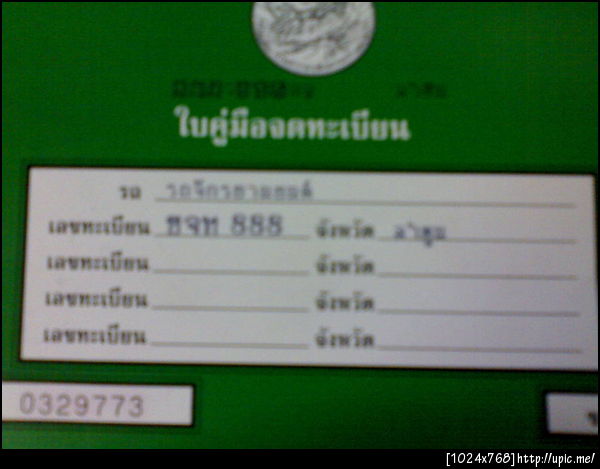 ใบคู่มือจดทะเบียน
รถ รถจักรยานยนต์
เลขทะเบียน 888 จังหวัด ลำพูน
เลขทะเบียน จังหวัด
เลขทะเบียน จังหวัด
เลขทะเบียน จังหวัด
0329773
[1024x768]http://upic.me/